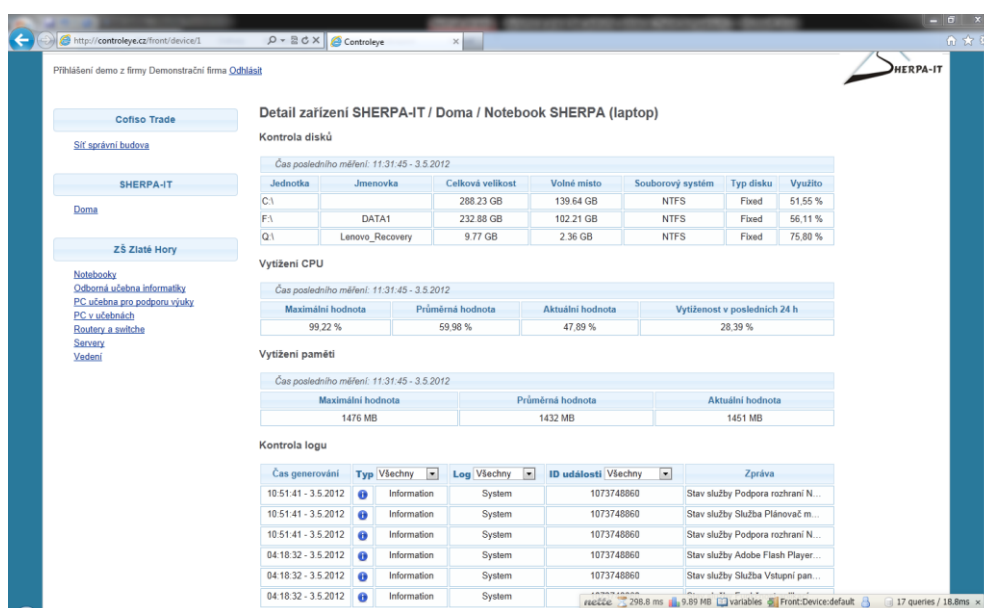 http://controleye.cz/front/device/1
Controleye
Přihlášeni demo z firmy Demonstrační firma Odhlásit
SHERPA-IT
Cofiso Trade
Síť správní budova
SHERPA-IT
Doma
ZŠ Zlaté Hory
Notebooky
Odborná učebna informatiky
PC učebna pro podporu výuky
PC v učebnách
Routery a switche
Servery
Vedení
Detail zařízení SHERPA-IT / Doma / Notebook SHERPA (laptop)
Kontrola disků
Čas posledního měření: 11:31:45 - 3.5.2012
Jednotka Jmenovka Celková velikost Volné místo Souborový systém Typ disku Využito
C:\ 288.23 GB 139.64 GB NTFS Fixed 51,55 %
F:\ DATA1 232.88 GB 102.21 GB NTFS Fixed 56,11 %
Q:\ Lenovo_Recovery 9.77 GB 2.36 GB NTFS Fixed 75,80 %
Vytížení CPU
Čas posledního měření: 11:31:45 - 3.5.2012
Maximální hodnota Průměrná hodnota Aktuální hodnota Vytíženost v posledních 24 h
99,22 % 59,98 % 47,89 % 28,39 %
Vytížení paměti
Čas posledního měření: 11:31:45 - 3.5.2012
Maximální hodnota Průměrná hodnota Aktuální hodnota
1476 MB 1432 MB 1451 MB
Kontrola logu
Čas generování Typ Všechny Log Všechny ID události Všechny Zpráva
10:51:41 - 3.5.2012 Information System 1073748860 Stav služby Podpora rozhraní N...
10:51:41 - 3.5.2012 Information System 1073748860 Stav služby Služba Plánovač m...
10:51:41 - 3.5.2012 Information System 1073748860 Stav služby Podpora rozhraní N...
04:18:32 - 3.5.2012 Information System 1073748860 Stav služby Adobe Flash Player...
04:18:32 - 3.5.2012 Information System 1073748860 Stav služby Služba Vstupní pan...
04:18:32 - 3.5.2012 Information System
nette 298.8 ms 9.89 MB variables Front:Device:default 17 queries / 18.8ms ×